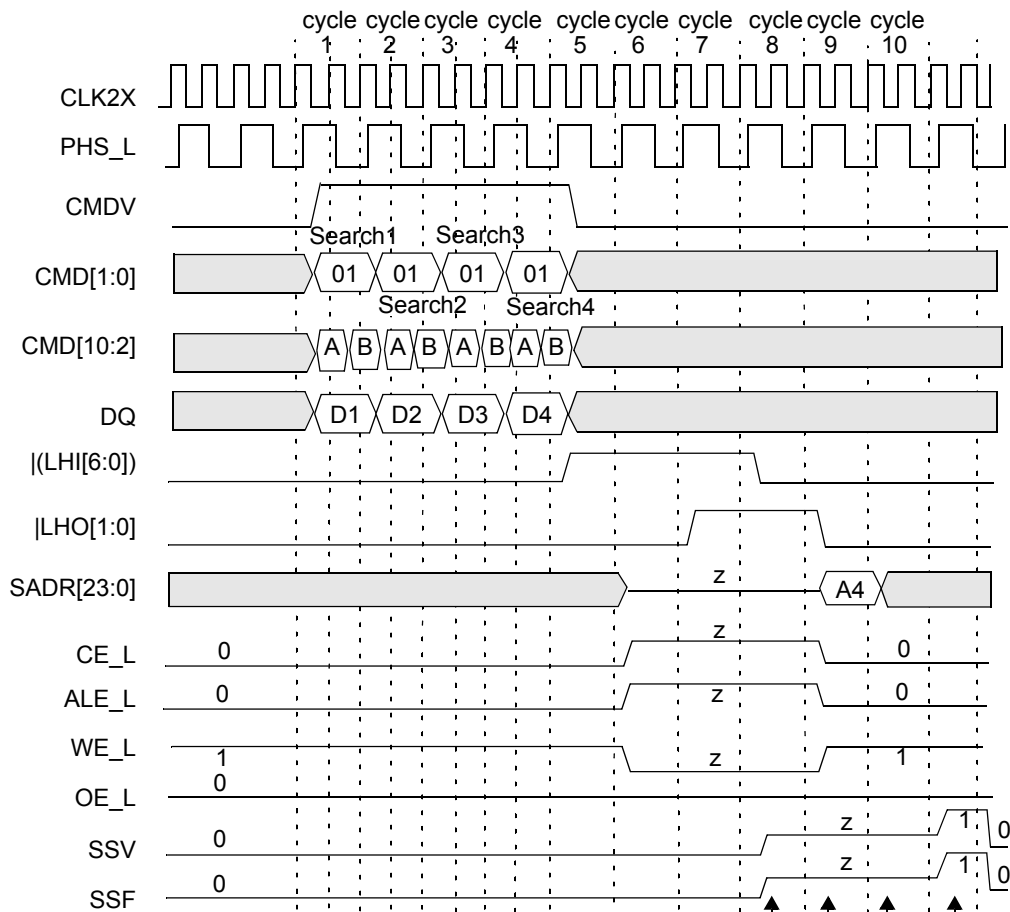 cycle cycle cycle cycle cycle cycle cycle cycle cycle cycle
1 2 3 4 5 6 7 8 9 10
CLK2X
PHS_L
CMDV
Search1 Search3
CMD[1:0] 01 01 01 01
Search2 Search4
CMD[10:2] A B A B A B A B
DQ D1 D2 D3 D4
|(LHI[6:0])
|LHO[1:0]
SADR[23:0] z A4
CE_L 0 z 0
ALE_L 0 z 0
WE_L 1 z 1
OE_L 0
SSV 0 z 1 0
SSF 0 z 1 0